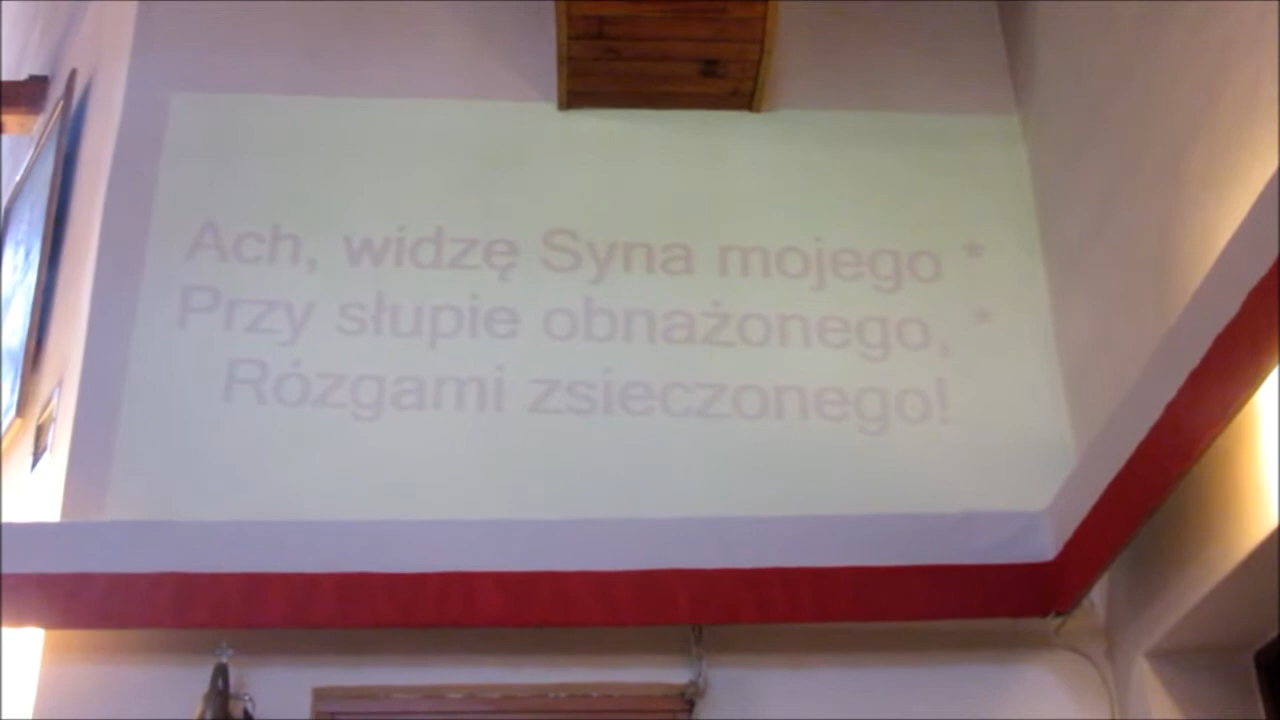 Ach, widzę Syna mojego *
Przy słupie obnażonego, *
Rózgami zsieczonego!